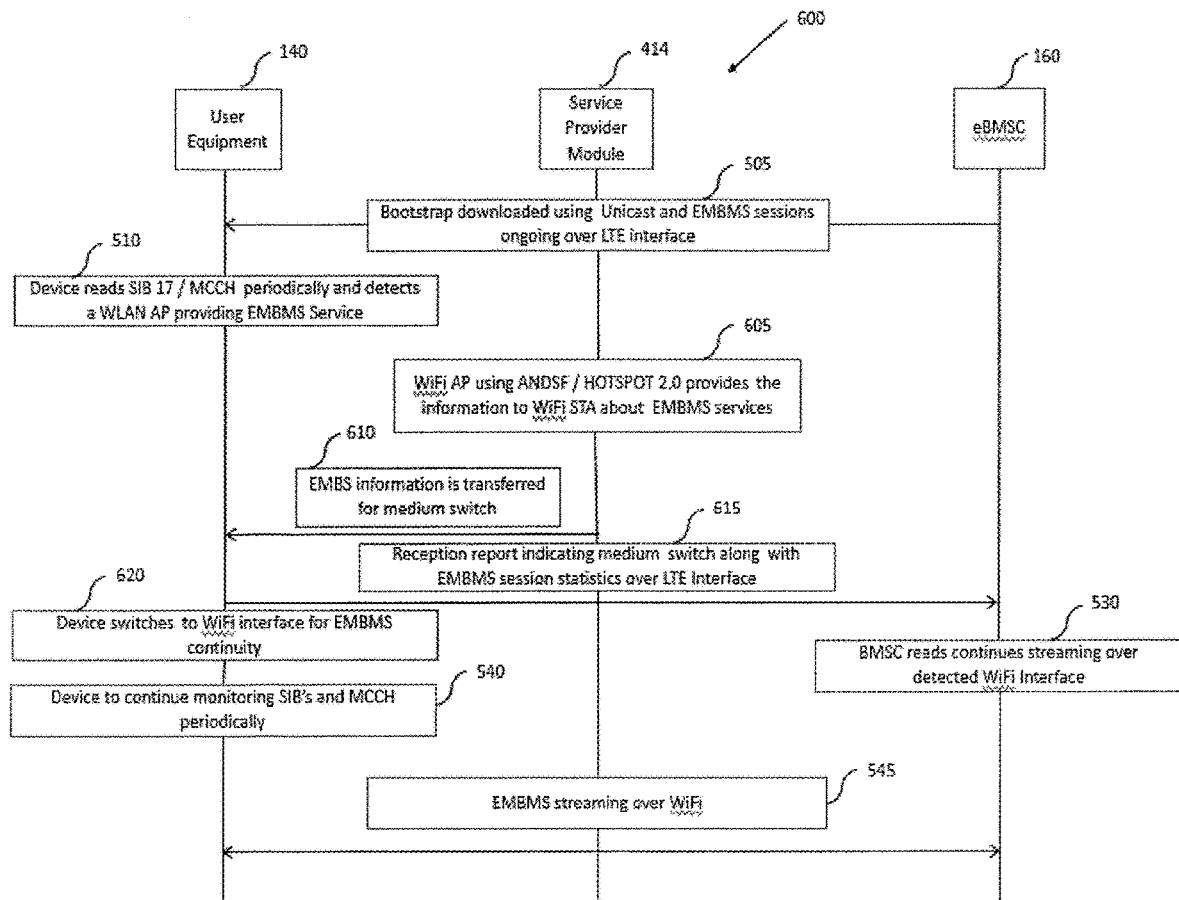 600
140
414
160
User
Equipment
Service
Provider
Module
eBMSC
505
Bootstrap downloaded using Unicast and EMBMS sessions
ongoing over LTE Interface
510
Device reads SIB 17 / MCCH periodically and detects
a WLAN AP providing EMBMS Service
605
WiFi AP using ANDSF / HOTSPOT 2.0 provides the
information to WiFi STA about EMBMS services
610
EMBS information is transferred
for medium switch
615
Reception report indicating medium switch along with
EMBMS session statistics over LTE Interface
620
Device switches to WiFi interface for EMBMS
continuity
530
BMSC reads continues streaming over
detected WiFi Interface
540
Device to continue monitoring SIB's and MCCH
periodically
545
EMBMS streaming over WiFi